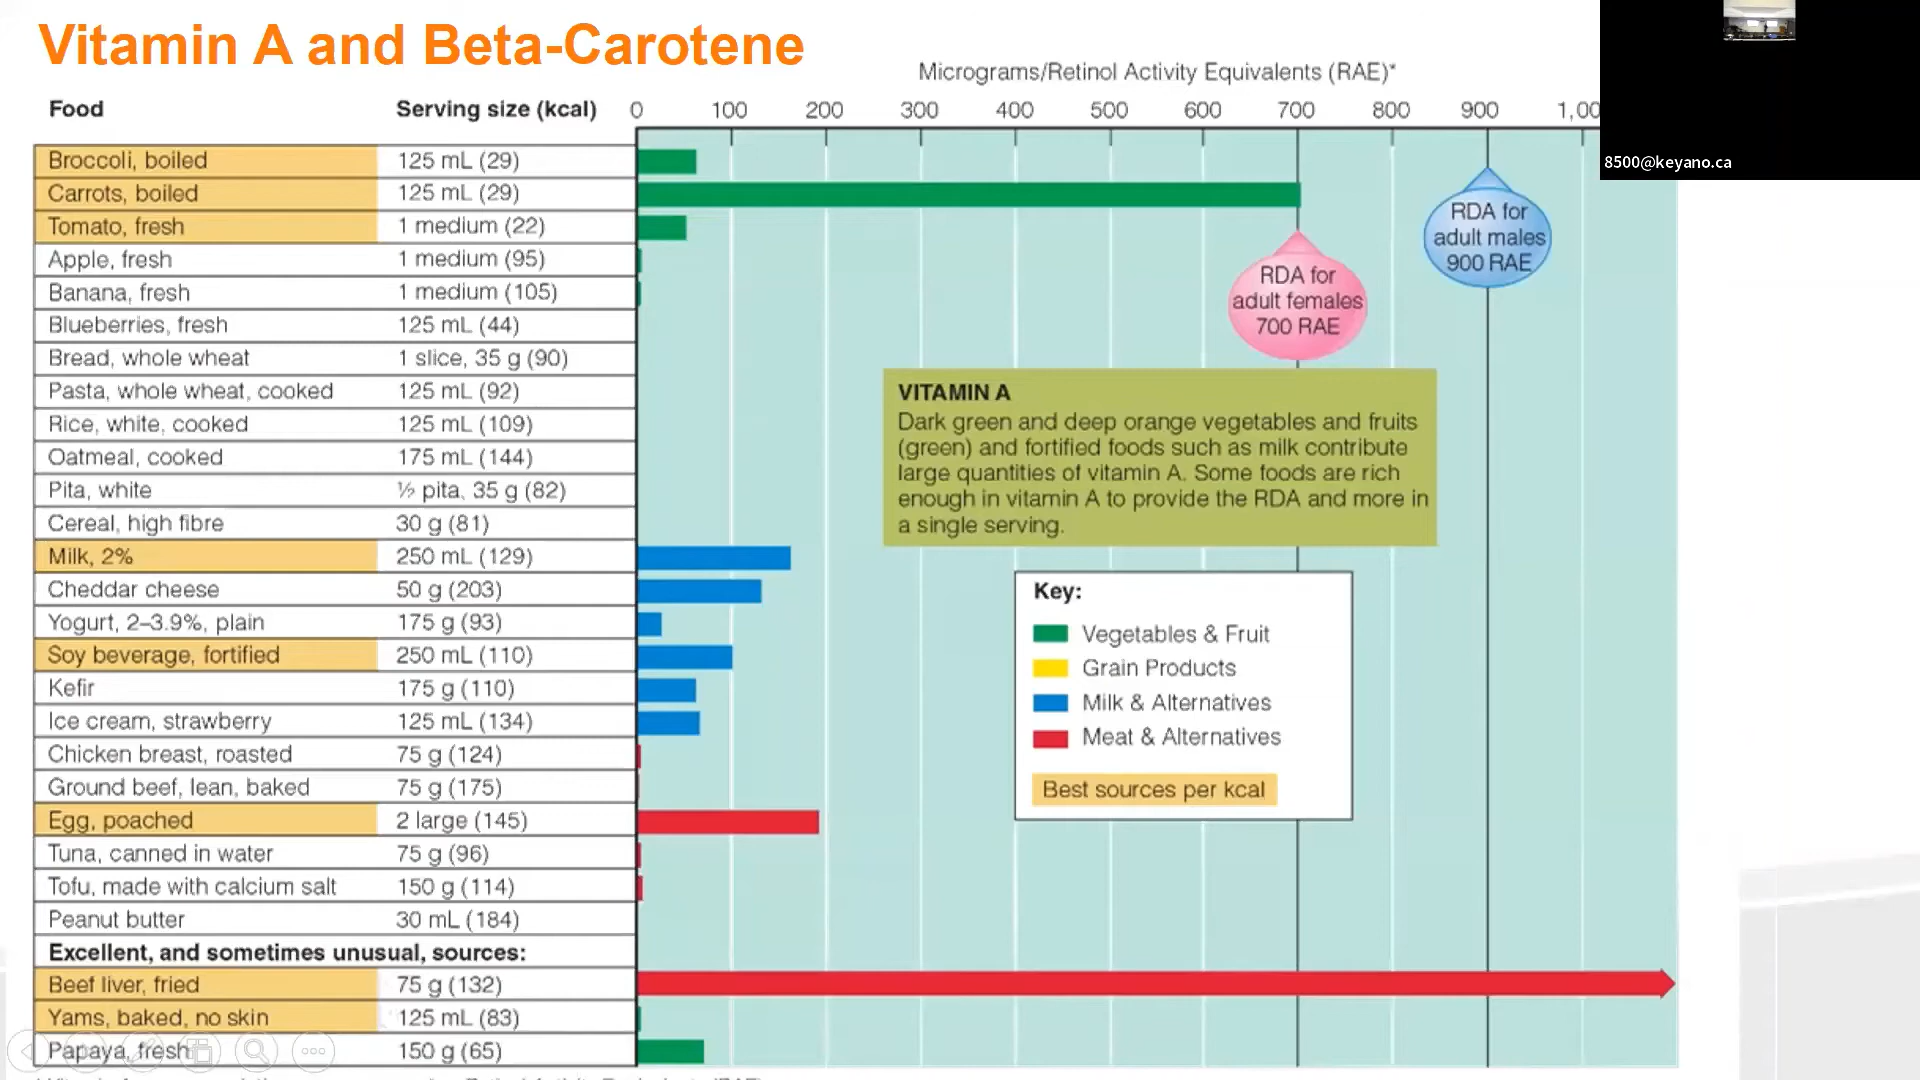 Vitamin A and Beta-Carotene
Micrograms/Retinol Activity Equivalents (RAE)*
Food Serving size (kcal) 0 100 200 300 400 500 600 700 800 900 1,00
8500@keyano.ca
Broccoli, boiled 125 mL (29)
Carrots, boiled 125 mL (29)
Tomato, fresh 1 medium (22)
Apple, fresh 1 medium (95)
Banana, fresh 1 medium (105)
Blueberries, fresh 125 mL (44)
Bread, whole wheat 1 slice, 35 g (90)
Pasta, whole wheat, cooked 125 mL (92)
Rice, white, cooked 125 mL (109)
Oatmeal, cooked 175 mL (144)
Pita, white ½ pita, 35 g (82)
Cereal, high fibre 30 g (81)
Milk, 2% 250 mL (129)
Cheddar cheese 50 g (203)
Yogurt, 2–3.9%, plain 175 g (93)
Soy beverage, fortified 250 mL (110)
Kefir 175 g (110)
Ice cream, strawberry 125 mL (134)
Chicken breast, roasted 75 g (124)
Ground beef, lean, baked 75 g (175)
Egg, poached 2 large (145)
Tuna, canned in water 75 g (96)
Tofu, made with calcium salt 150 g (114)
Peanut butter 30 mL (184)
Excellent, and sometimes unusual, sources:
Beef liver, fried 75 g (132)
Yams, baked, no skin 125 mL (83)
Papaya, fresh 150 g (65)
RDA for
adult males
900 RAE
RDA for
adult females
700 RAE
VITAMIN A
Dark green and deep orange vegetables and fruits
(green) and fortified foods such as milk contribute
large quantities of vitamin A. Some foods are rich
enough in vitamin A to provide the RDA and more in
a single serving.
Key:
Vegetables & Fruit
Grain Products
Milk & Alternatives
Meat & Alternatives
Best sources per kcal